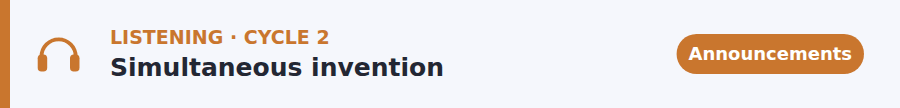 LISTENING · CYCLE 2
Simultaneous invention
Announcements